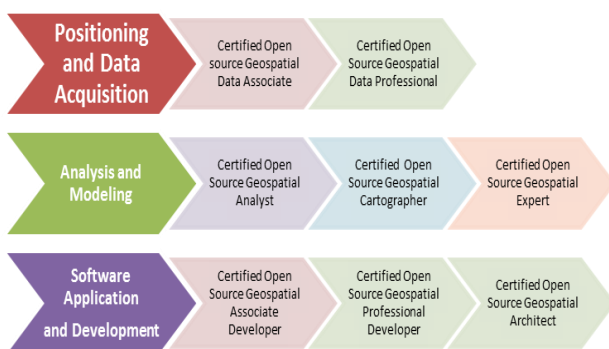 Positioning
and Data
Acquisition
Certified Open
source Geospatial
Data Associate
Certified Open
Source Geospatial
Data Professional
Analysis and
Modeling
Certified Open
Source Geospatial
Analyst
Certified Open
Source Geospatial
Cartographer
Certified Open
Source Geospatial
Expert
Software
Application
and Development
Certified Open
Source Geospatial
Associate
Developer
Certified Open
Source Geospatial
Professional
Developer
Certified Open
Source Geospatial
Architect